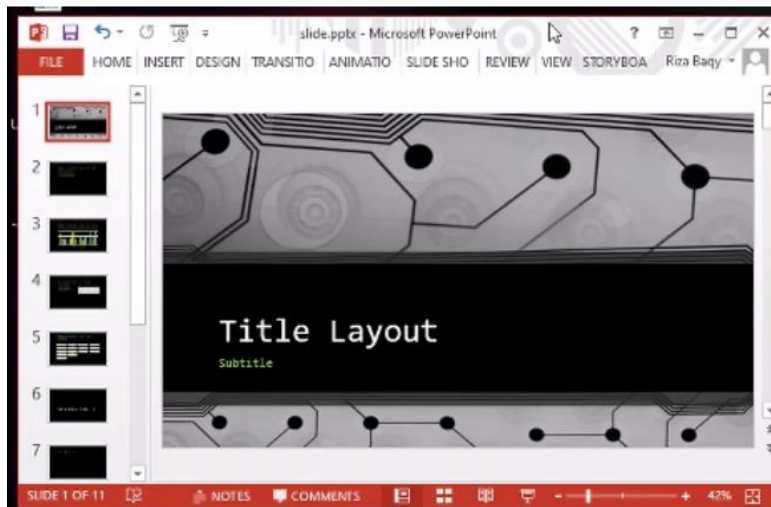 slide.pptx - Microsoft PowerPoint
FILE HOME INSERT DESIGN TRANSITIO ANIMATIO SLIDE SHO REVIEW VIEW STORYBOA Riza Baqy
1
2
3
4
5
6
7
Title Layout
Subtitle
SLIDE 1 OF 11 NOTES COMMENTS 42%